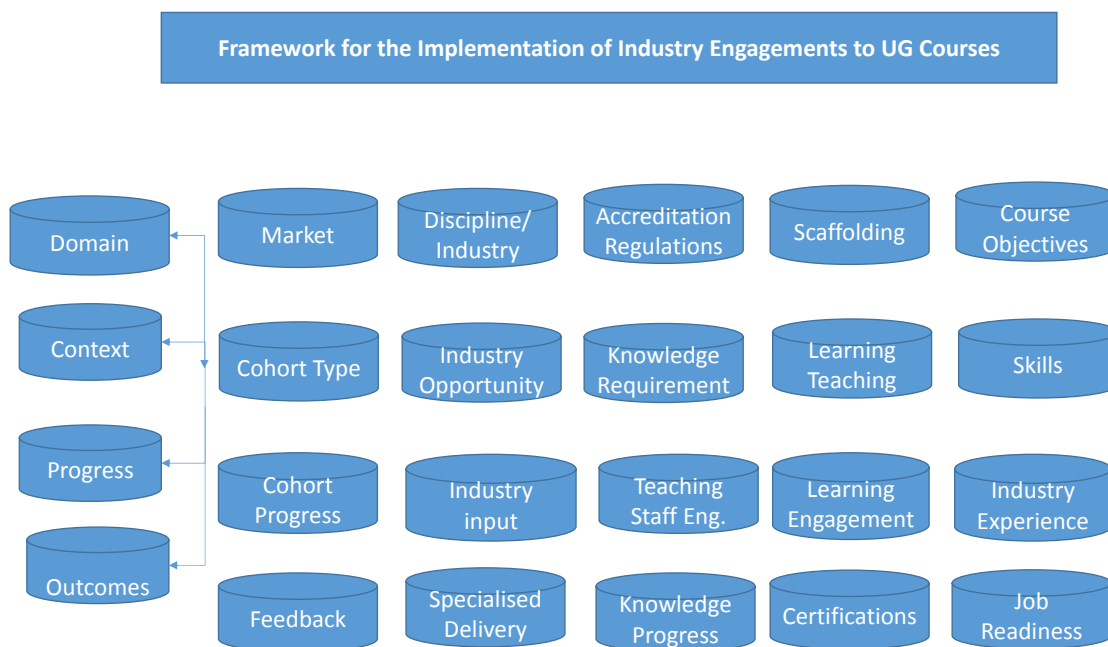 Framework for the Implementation of Industry Engagements to UG Courses
Domain
Market
Discipline/
Industry
Accreditation
Regulations
Scaffolding
Course
Objectives
Context
Cohort Type
Industry
Opportunity
Knowledge
Requirement
Learning
Teaching
Skills
Progress
Cohort
Progress
Industry
input
Teaching
Staff Eng.
Learning
Engagement
Industry
Experience
Outcomes
Feedback
Specialised
Delivery
Knowledge
Progress
Certifications
Job
Readiness